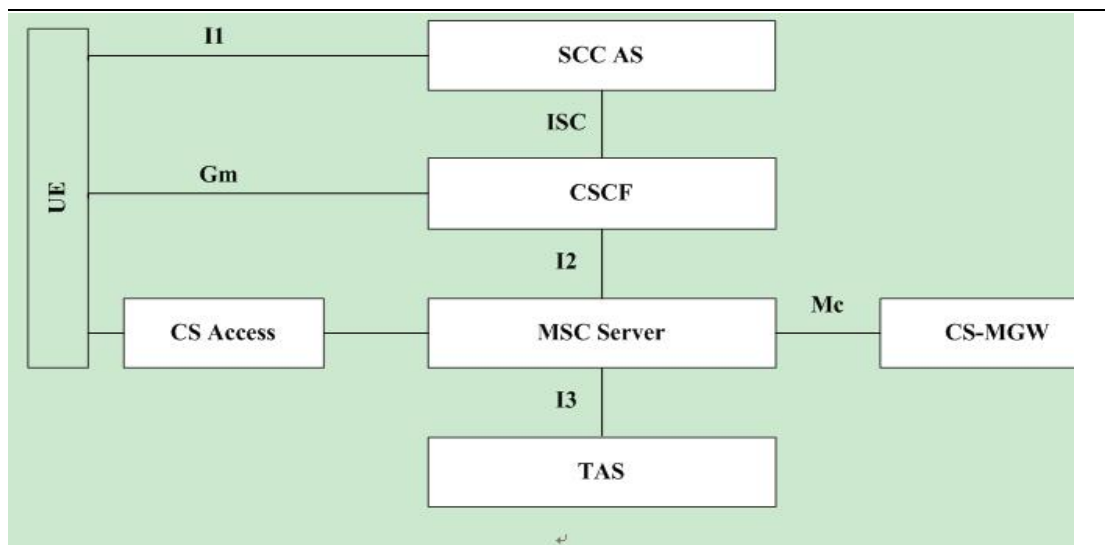 I1
SCC AS
ISC
Gm
UE
CSCF
I2
Mc
CS Access
MSC Server
CS-MGW
I3
TAS